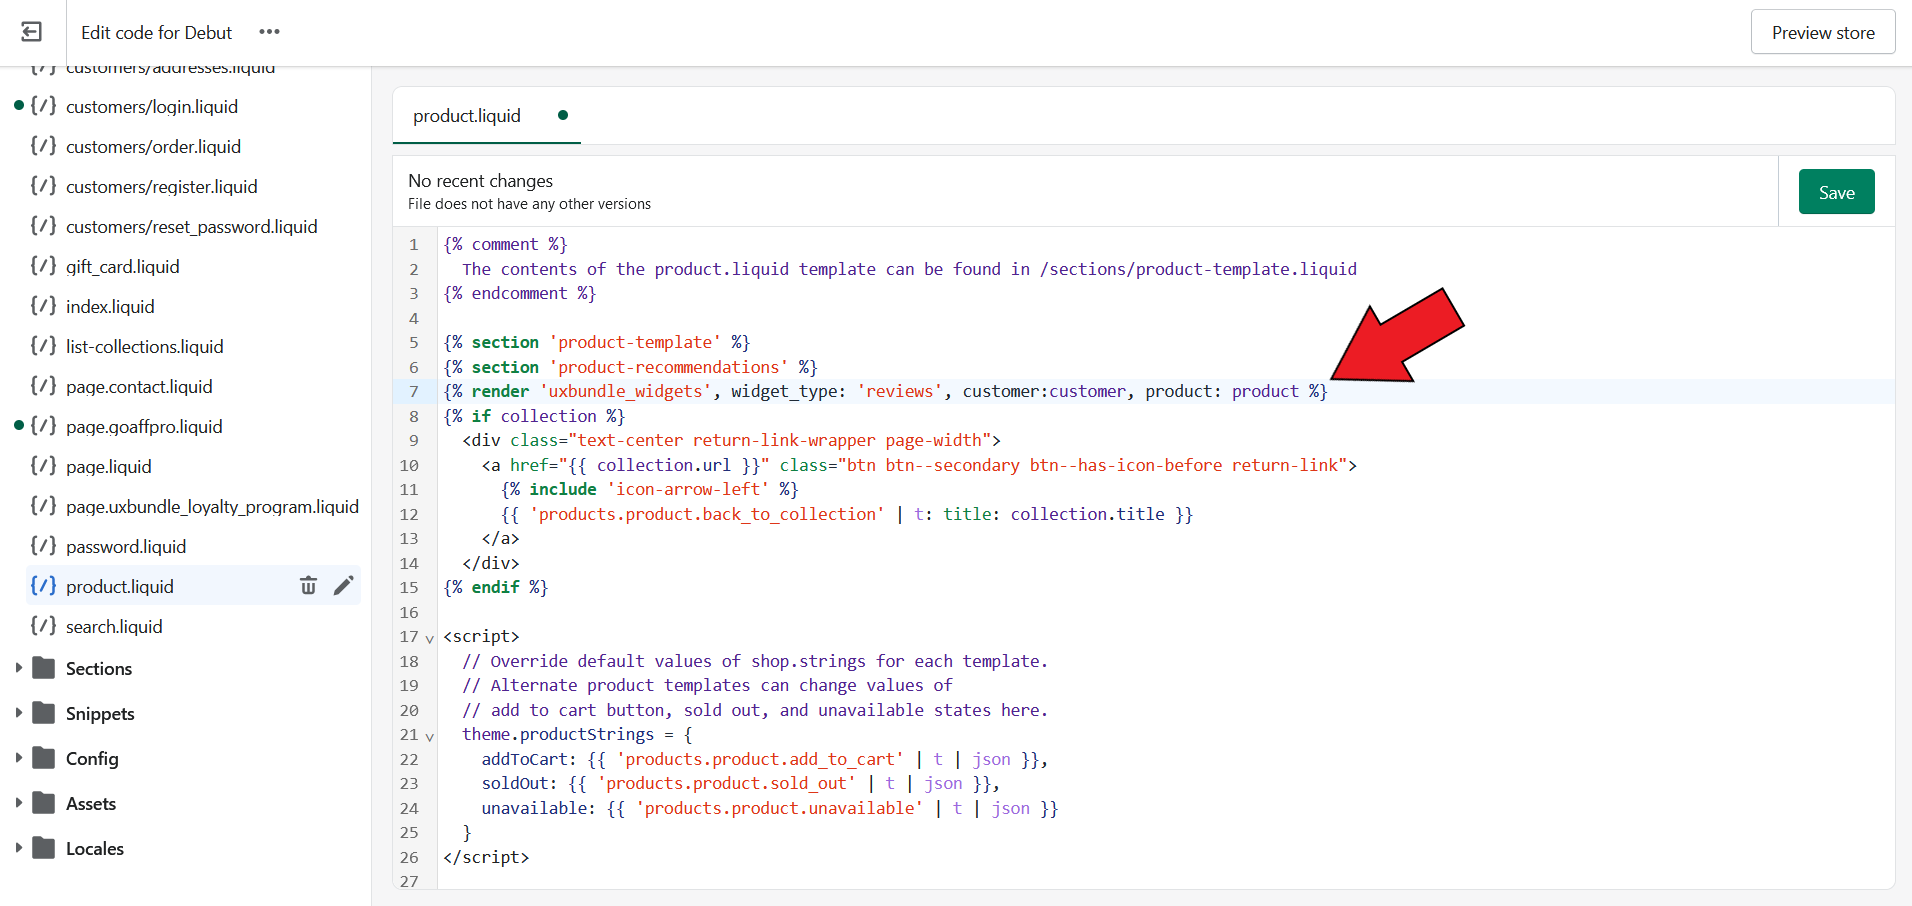 Edit code for Debut
Preview store
customers/addresses.liquid
customers/login.liquid
customers/order.liquid
customers/register.liquid
customers/reset_password.liquid
gift_card.liquid
index.liquid
list-collections.liquid
page.contact.liquid
page.goaffpro.liquid
page.liquid
page.uxbundle_loyalty_program.liquid
password.liquid
product.liquid
search.liquid
Sections
Snippets
Config
Assets
Locales
product.liquid
No recent changes
File does not have any other versions
Save
1 {% comment %}
2   The contents of the product.liquid template can be found in /sections/product-template.liquid
3 {% endcomment %}
4
5 {% section 'product-template' %}
6 {% section 'product-recommendations' %}
7 {% render 'uxbundle_widgets', widget_type: 'reviews', customer:customer, product: product %}
8 {% if collection %}
9   <div class="text-center return-link-wrapper page-width">
10     <a href="{{ collection.url }}" class="btn btn--secondary btn--has-icon-before return-link">
11       {% include 'icon-arrow-left' %}
12       {{ 'products.product.back_to_collection' | t: title: collection.title }}
13     </a>
14   </div>
15 {% endif %}
16
17 <script>
18   // Override default values of shop.strings for each template.
19   // Alternate product templates can change values of
20   // add to cart button, sold out, and unavailable states here.
21   theme.productStrings = {
22     addToCart: {{ 'products.product.add_to_cart' | t | json }},
23     soldOut: {{ 'products.product.sold_out' | t | json }},
24     unavailable: {{ 'products.product.unavailable' | t | json }}
25   }
26 </script>
27